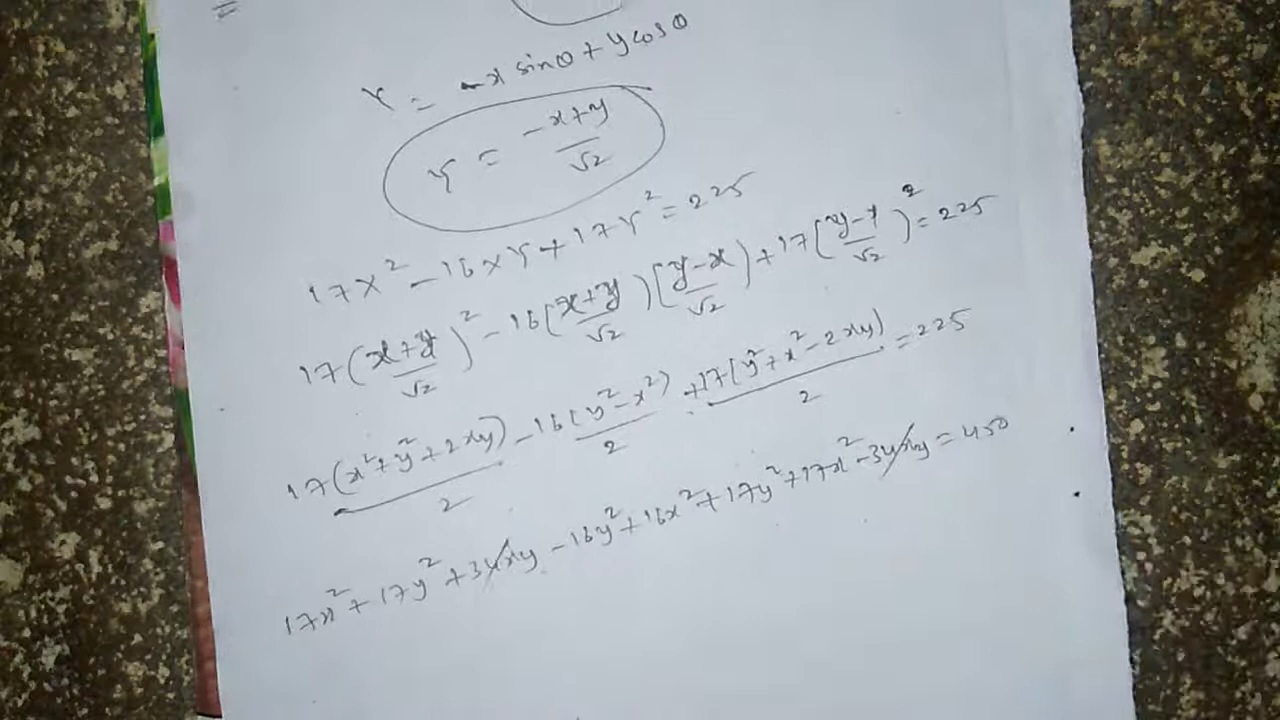 =
Y = -x sinθ + y cosθ
Y = -x+y/√2
17X² - 16XY + 17Y² = 225
17(x+y/√2)² - 16(x+y/√2)(y-x/√2) + 17(y-x/√2)² = 225
17(x²+y²+2xy)/2 - 16(y²-x²)/2 + 17(y²+x²-2xy)/2 = 225
17x² + 17y² + 34xy - 16y² + 16x² + 17y² + 17x² - 34xy = 450